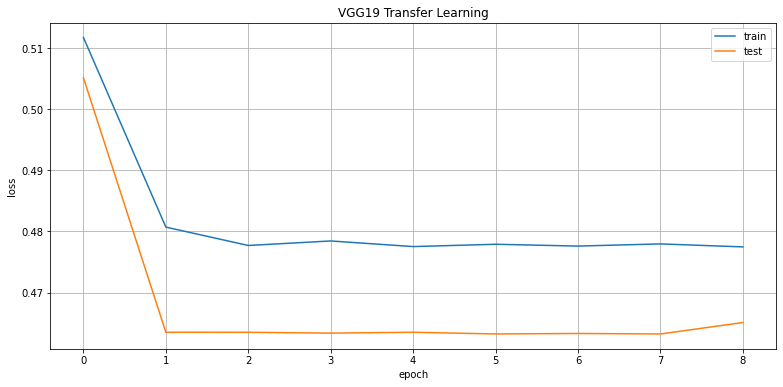 VGG19 Transfer Learning
train
test
0.51
0.50
0.49
0.48
0.47
loss
0 1 2 3 4 5 6 7 8
epoch